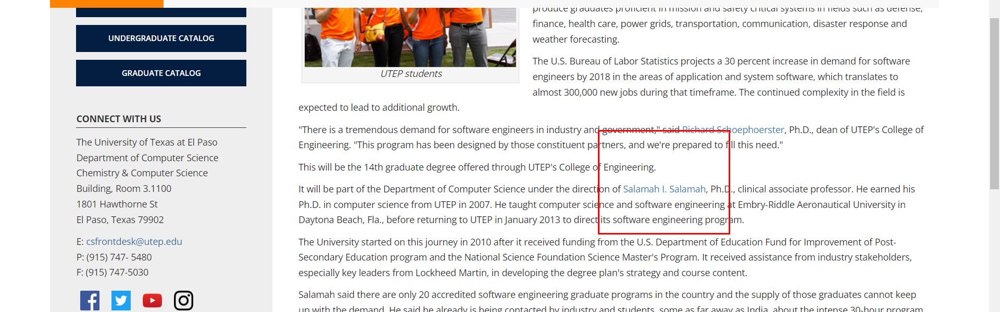 UNDERGRADUATE CATALOG
GRADUATE CATALOG
CONNECT WITH US
The University of Texas at El Paso
Department of Computer Science
Chemistry & Computer Science
Building, Room 3.1100
1801 Hawthorne St
El Paso, Texas 79902
E: csfrontdesk@utep.edu
P: (915) 747- 5480
F: (915) 747-5030
UTEP students
produce graduates proficient in mission and safety critical systems in fields such as defense,
finance, health care, power grids, transportation, communication, disaster response and
weather forecasting.
The U.S. Bureau of Labor Statistics projects a 30 percent increase in demand for software
engineers by 2018 in the areas of application and system software, which translates to
almost 300,000 new jobs during that timeframe. The continued complexity in the field is
expected to lead to additional growth.
"There is a tremendous demand for software engineers in industry and government," said Richard Schoephoerster, Ph.D., dean of UTEP's College of
Engineering. "This program has been designed by those constituent partners, and we're prepared to fill this need."
This will be the 14th graduate degree offered through UTEP's College of Engineering.
It will be part of the Department of Computer Science under the direction of Salamah I. Salamah, Ph.D., clinical associate professor. He earned his
Ph.D. in computer science from UTEP in 2007. He taught computer science and software engineering at Embry-Riddle Aeronautical University in
Daytona Beach, Fla., before returning to UTEP in January 2013 to direct its software engineering program.
The University started on this journey in 2010 after it received funding from the U.S. Department of Education Fund for Improvement of Post-
Secondary Education program and the National Science Foundation Science Master's Program. It received assistance from industry stakeholders,
especially key leaders from Lockheed Martin, in developing the degree plan's strategy and course content.
Salamah said there are only 20 accredited software engineering graduate programs in the country and the supply of those graduates cannot keep
up with the demand. He said he already is being contacted by industry and students, some as far away as India, about the intense 30-hour program